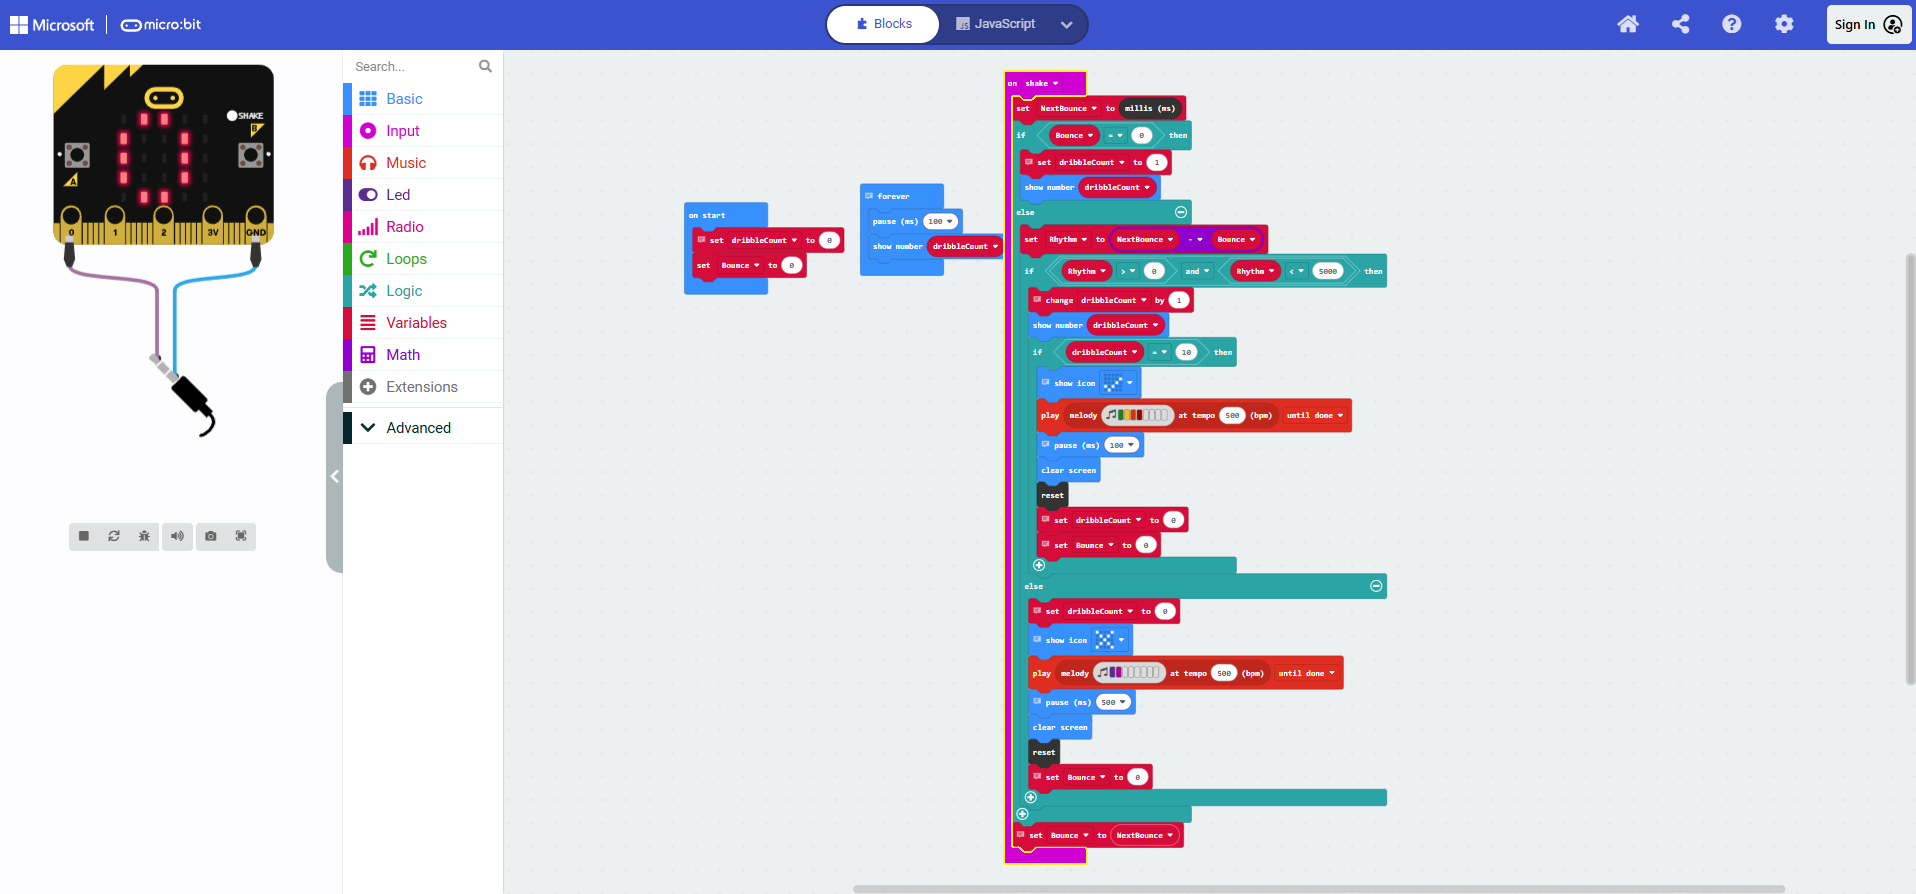 Microsoft micro:bit Blocks JavaScript Sign In
SHAKE
B
A
0 1 2 3V GND
Search...
Basic
Input
Music
Led
Radio
Loops
Logic
Variables
Math
Extensions
Advanced
on start
set dribbleCount to 0
set Bounce to 0
forever
pause (ms) 100
show number dribbleCount
on shake
set NextBounce to millis (ms)
if Bounce = 0 then
set dribbleCount to 1
show number dribbleCount
else
set Rhythm to NextBounce - Bounce
if Rhythm > 0 and Rhythm < 5000 then
change dribbleCount by 1
show number dribbleCount
if dribbleCount = 10 then
show icon
play melody at tempo 500 (bpm) until done
pause (ms) 100
clear screen
reset
set dribbleCount to 0
set Bounce to 0
else
set dribbleCount to 0
show icon
play melody at tempo 500 (bpm) until done
pause (ms) 500
clear screen
reset
set Bounce to 0
set Bounce to NextBounce